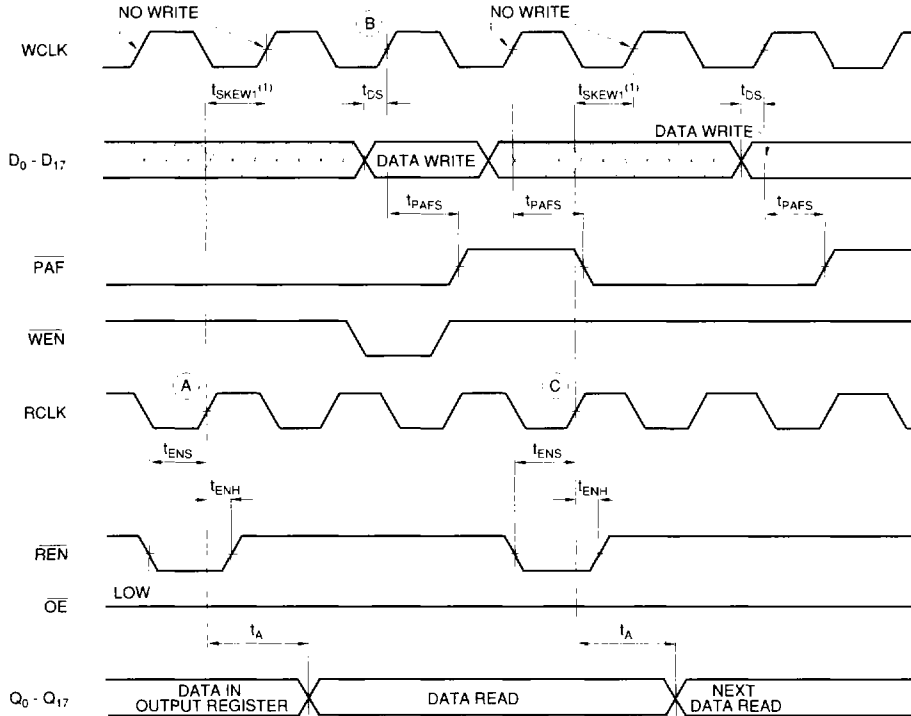 NO WRITE
B
NO WRITE
WCLK
tSKEW1(1)
tDS
tSKEW1(1)
tDS
DATA WRITE
D0 - D17
DATA WRITE
tPAFS
tPAFS
tPAFS
PAF
WEN
A
C
RCLK
tENS
tENS
tENH
tENH
REN
LOW
OE
tA
tA
Q0 - Q17
DATA IN
OUTPUT REGISTER
DATA READ
NEXT
DATA READ